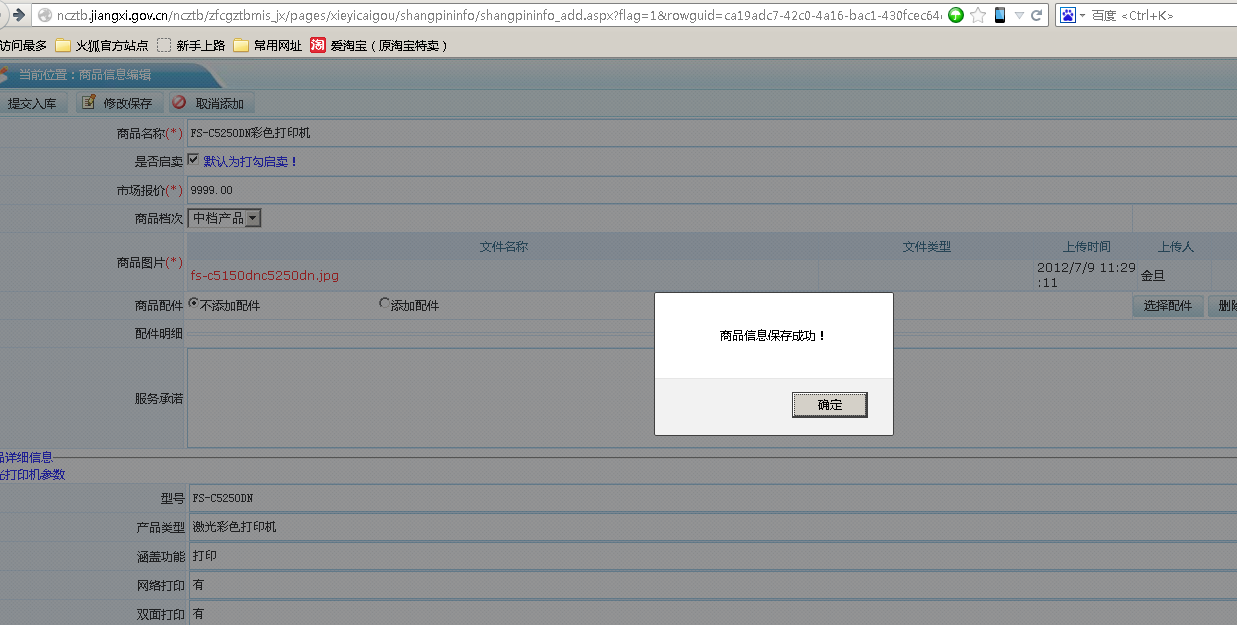 ncztb.jiangxi.gov.cn/ncztb/zfcgztbmis_jx/pages/xieyicaigou/shangpininfo/shangpininfo_add.aspx?flag=1&rowguid=ca19adc7-42c0-4a16-bac1-430fcec64 百度 <Ctrl+K>
访问最多 火狐官方站点 新手上路 常用网址 淘 爱淘宝（原淘宝特卖）
当前位置：商品信息编辑
提交入库 修改保存 取消添加
商品名称(*) FS-C5250DN彩色打印机
是否启卖 默认为打勾启卖！
市场报价(*) 9999.00
商品档次 中档产品
文件名称 文件类型 上传时间 上传人
商品图片(*) fs-c5150dnc5250dn.jpg 2012/7/9 11:29:11 金旦
商品配件 不添加配件 添加配件 选择配件 删
配件明细
商品信息保存成功！
确定
服务承诺
品详细信息
光打印机参数
型号 FS-C5250DN
产品类型 激光彩色打印机
涵盖功能 打印
网络打印 有
双面打印 有